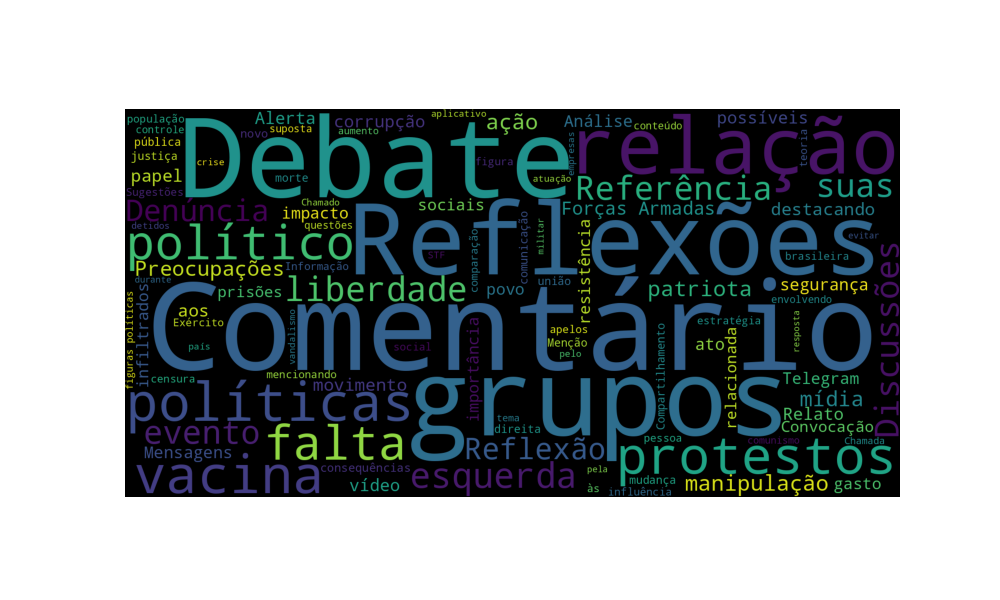 população
controle
pública
justiça
papel
Sugestões
Alerta
novo
suposta
crise
morte
aumento
corrupção
aplicativo
ação
figura
atuação
Debate
Análise
conteúdo
empresas
possíveis
teoria
relação
Referência
suas
Denúncia
detidos
impacto
Chamado
questões
sociais
Forças Armadas
destacando
político
Reflexões
STF
comparação
comunicação
militar
resistência
brasileira
evitar
Preocupações
Informação
durante
prisões
liberdade
povo
união
patriota
segurança
envolvendo
Discussões
figuras políticas
infiltrados
aos
Exército
país
vandalismo
Comentário
social
importância
apelos
Menção
pelo
estratégia
ato
resposta
relacionada
censura
mencionando
movimento
políticas
grupos
tema
direita
Compartilhamento
Telegram
mídia
Relato
Convocação
evento
Mensagens
falta
Reflexão
pessoa
comunismo
Chamada
protestos
vacina
consequências
vídeo
esquerda
pela
às
mudança
influência
manipulação
gasto